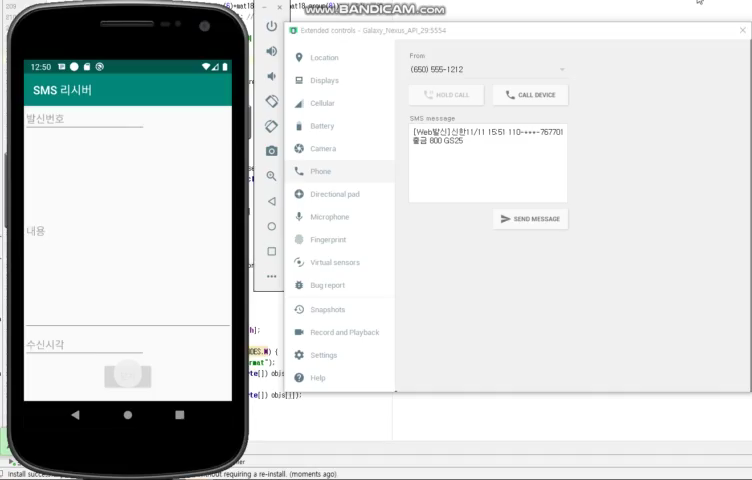 WWW.BANDICAM.COM
Extended controls - Galaxy_Nexus_API_29:5554
12:50
SMS 리시버
발신번호
내용
수신시각
Location
Displays
Cellular
Battery
Camera
Phone
Directional pad
Microphone
Fingerprint
Virtual sensors
Bug report
Snapshots
Record and Playback
Settings
Help
From
(650) 555-1212
HOLD CALL
CALL DEVICE
SMS message
[Web발신]신한11/11 15:51 110-***-767701
출금 800 GS25
SEND MESSAGE
Install success
without requiring a re-install. (moments ago)